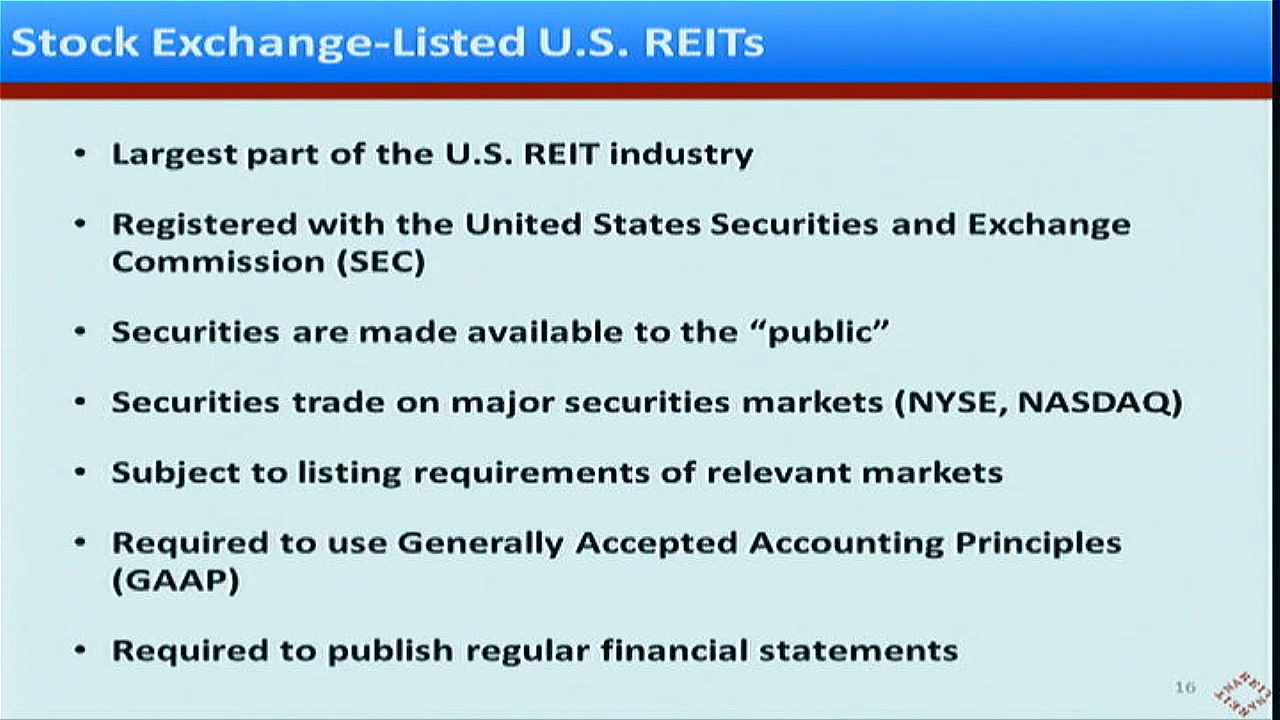 Stock Exchange-Listed U.S. REITs
• Largest part of the U.S. REIT industry
• Registered with the United States Securities and Exchange
Commission (SEC)
• Securities are made available to the “public”
• Securities trade on major securities markets (NYSE, NASDAQ)
• Subject to listing requirements of relevant markets
• Required to use Generally Accepted Accounting Principles
(GAAP)
• Required to publish regular financial statements
16